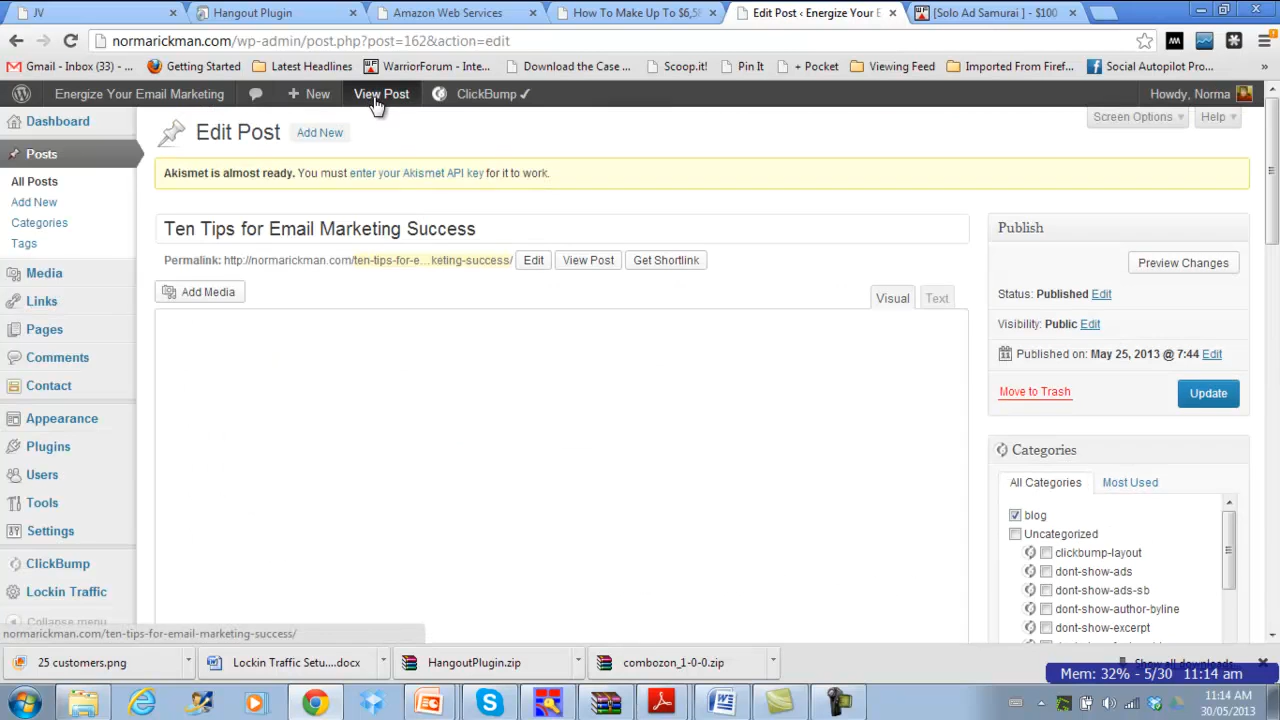 JV
Hangout Plugin
Amazon Web Services
How To Make Up To $6,5
Edit Post ‹ Energize Your E
[Solo Ad Samurai ] - $100
normarickman.com/wp-admin/post.php?post=162&action=edit
Gmail - Inbox (3) - ...
Getting Started
Latest Headlines
WarriorForum - Inte...
Download the Case ...
Scoop.it!
Pin It
+ Pocket
Viewing Feed
Imported From Firef...
Social Autopilot Pro...
»
Energize Your Email Marketing
+ New
View Post
ClickBump ✓
Howdy, Norma
Dashboard
Posts
All Posts
Add New
Categories
Tags
Media
Links
Pages
Comments
Contact
Appearance
Plugins
Users
Tools
Settings
ClickBump
Lockin Traffic
Collapse menu
Edit Post
Add New
Screen Options
Help
Akismet is almost ready. You must enter your Akismet API key for it to work.
Ten Tips for Email Marketing Success
Permalink: http://normarickman.com/ten-tips-for-e...keting-success/
Edit
View Post
Get Shortlink
Add Media
Visual
Text
Publish
Preview Changes
Status: Published Edit
Visibility: Public Edit
Published on: May 25, 2013 @ 7:44 Edit
Move to Trash
Update
Categories
All Categories
Most Used
blog
Uncategorized
clickbump-layout
dont-show-ads
dont-show-ads-sb
dont-show-author-byline
dont-show-excerpt
normarickman.com/ten-tips-for-email-marketing-success/
25 customers.png
Lockin Traffic Setu....docx
HangoutPlugin.zip
combozon_1-0-0.zip
Show all downloads...
Mem: 32% - 5/30 11:14 am
11:14 AM
30/05/2013